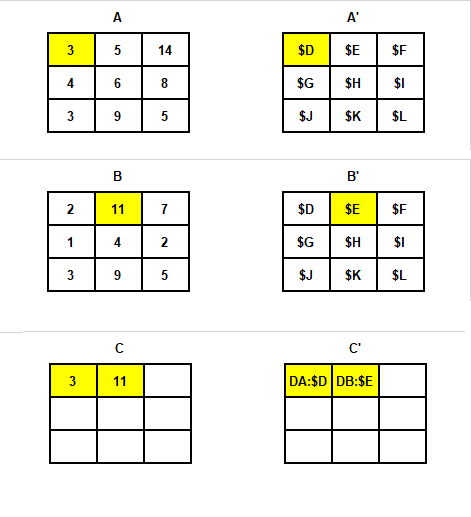 A A'
3 5 14 $D $E $F
4 6 8 $G $H $I
3 9 5 $J $K $L
B B'
2 11 7 $D $E $F
1 4 2 $G $H $I
3 9 5 $J $K $L
C C'
3 11 DA:$D DB:$E